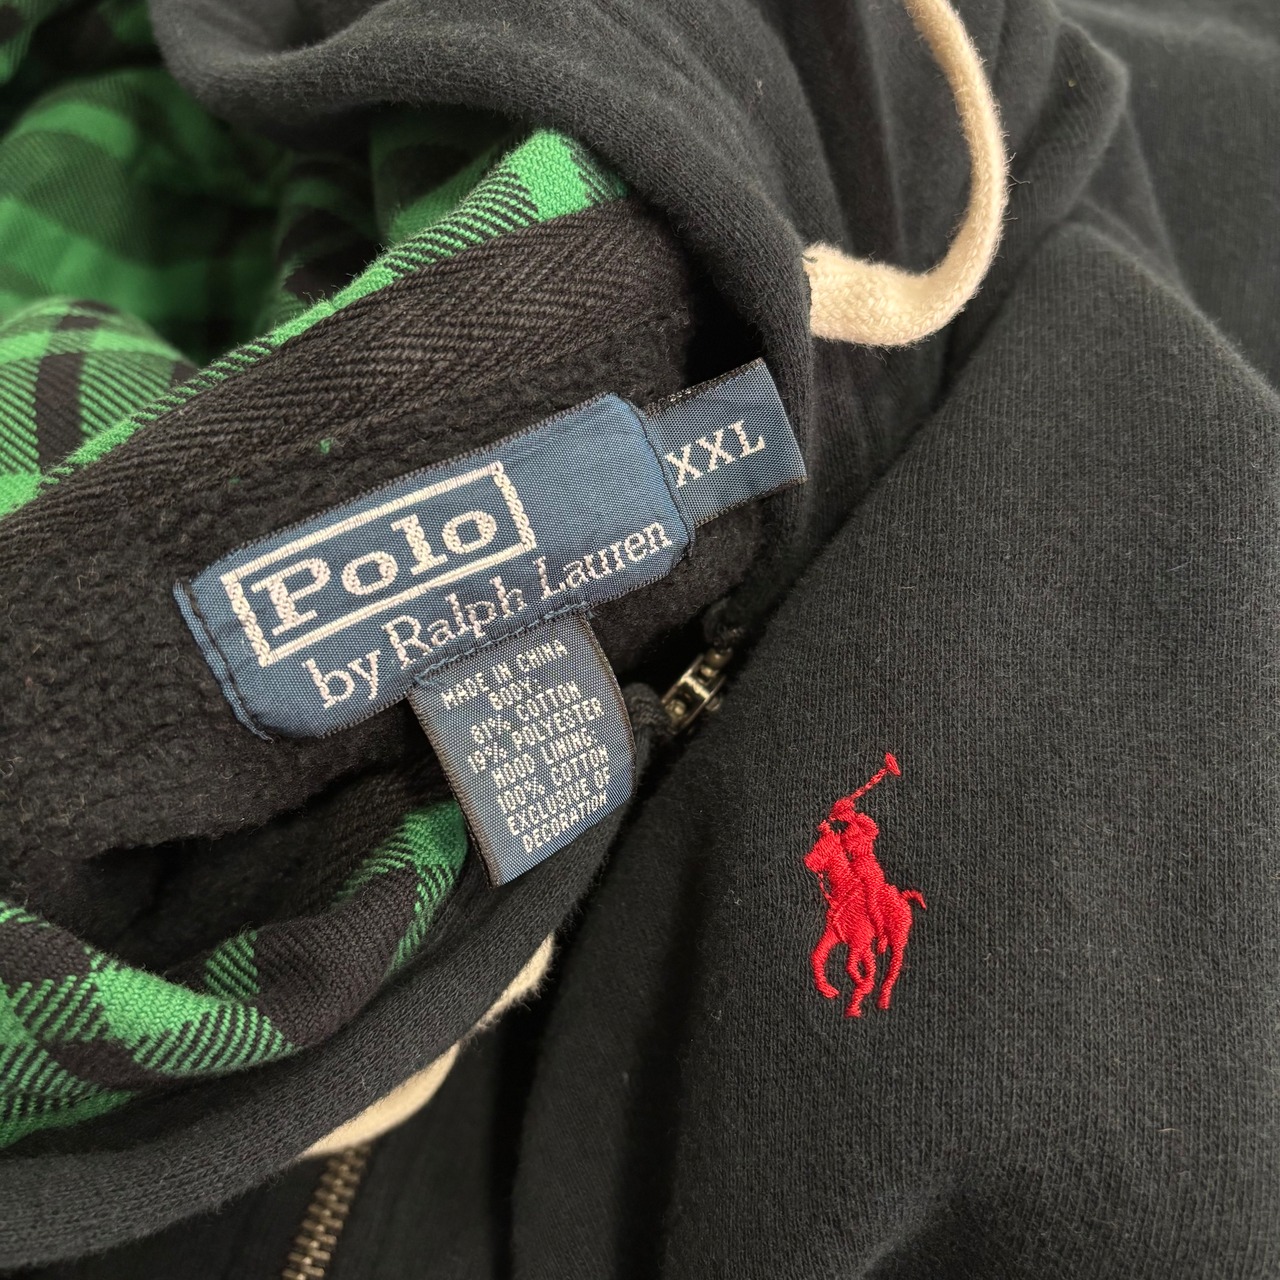 Polo
by Ralph Lauren
XXL
MADE IN CHINA
BODY
81% COTTON
19% POLYESTER
HOOD LINING
100% COTTON
EXCLUSIVE OF
DECORATION